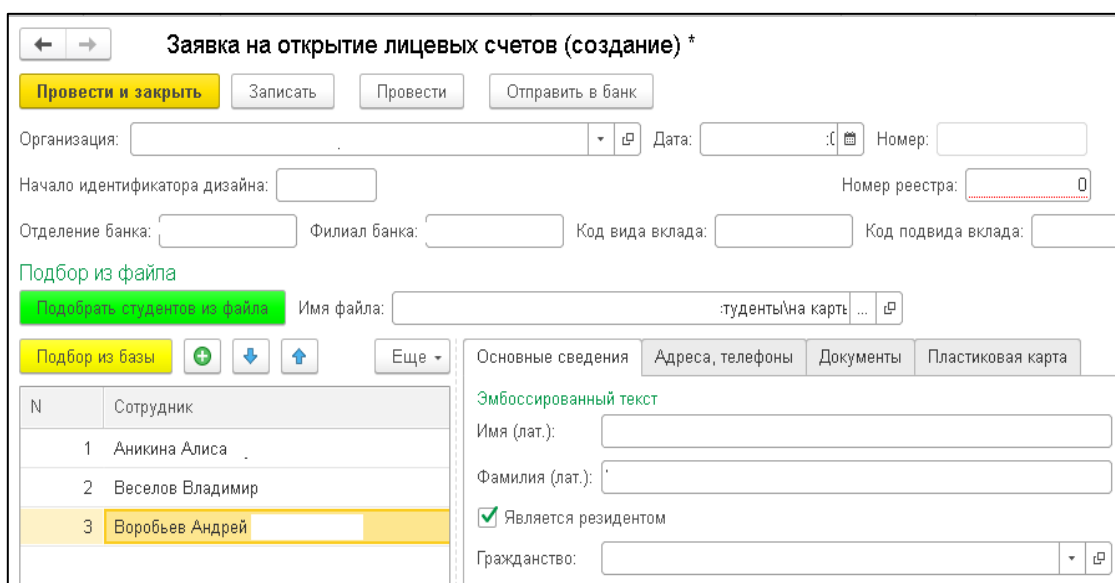 Заявка на открытие лицевых счетов (создание) *
Провести и закрыть Записать Провести Отправить в банк
Организация: Дата: Номер:
Начало идентификатора дизайна: Номер реестра: 0
Отделение банка: Филиал банка: Код вида вклада: Код подвида вклада:
Подбор из файла
Подобрать студентов из файла Имя файла: :туденты\на карты ...
Подбор из базы Еще Основные сведения Адреса, телефоны Документы Пластиковая карта
N Сотрудник Эмбоссированный текст
Имя (лат.):
1 Аникина Алиса
Фамилия (лат.):
2 Веселов Владимир
Является резидентом
3 Воробьев Андрей
Гражданство: